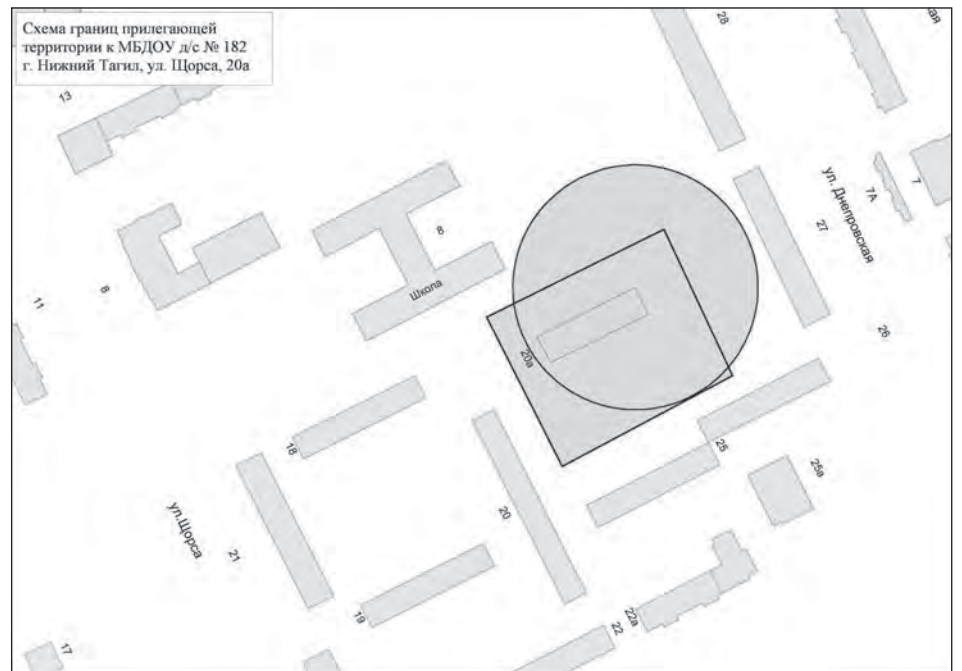 Схема границ прилегающей
территории к МБДОУ д/с № 182
г. Нижний Тагил, ул. Щорса, 20а
28
13
ул. Днепровская
7А
7
27
8
Школа
8
11
26
20а
18
25
25а
20
ул.Щорса
21
19
22а
22
17